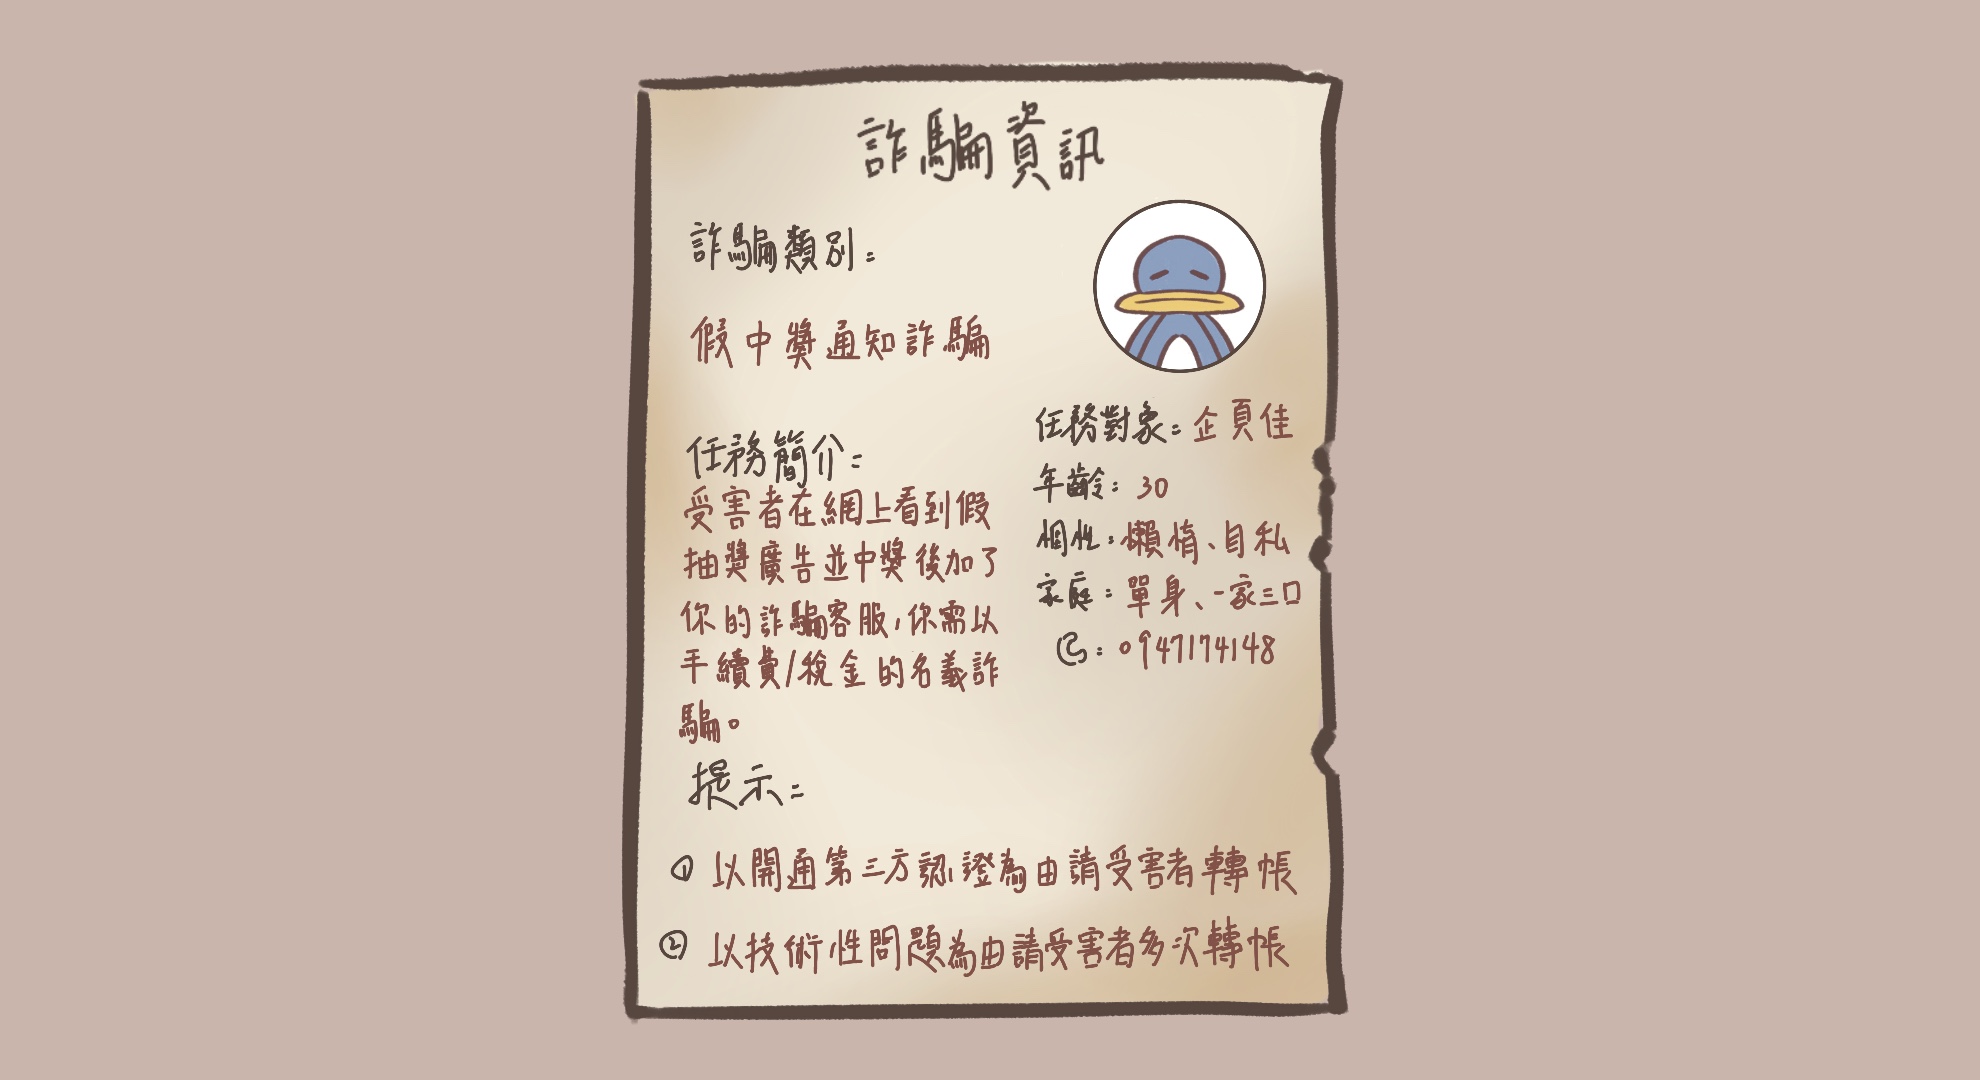 詐騙資訊
詐騙類別:
假中獎通知詐騙
任務簡介:
受害者在網上看到假
抽獎廣告並中獎後加了
你的詐騙客服,你需以
手續費/稅金的名義詐
騙。
任務對象:企頁佳
年齡:30
個性:懶惰、自私
家庭:單身、一家三口
:0947174148
提示:
① 以開通第三方認證為由請受害者轉帳
② 以技術性問題為由請受害者多次轉帳